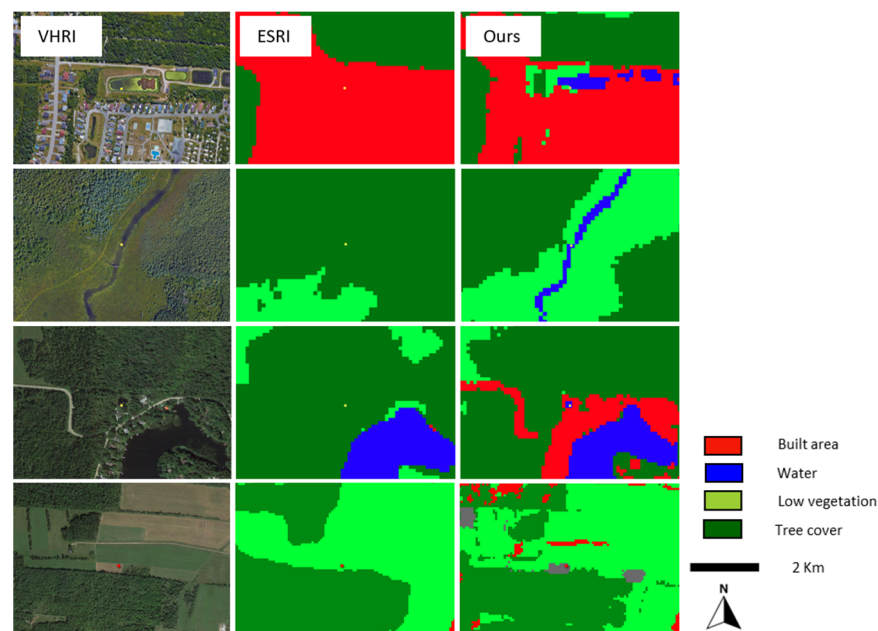 VHRI
ESRI
Ours
Built area
Water
Low vegetation
Tree cover
2 Km
N